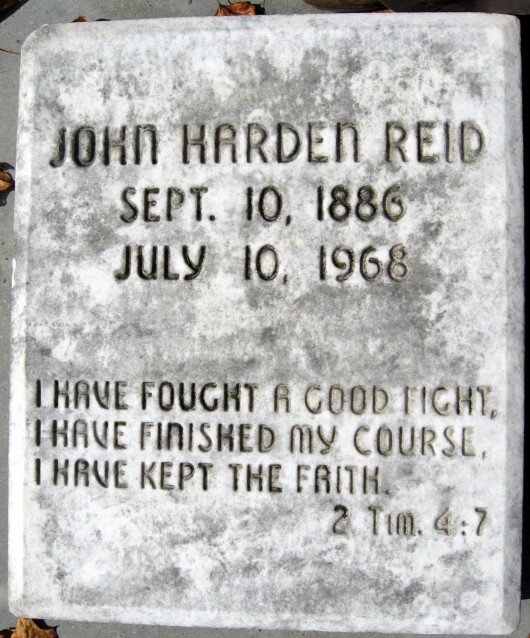 JOHN HARDEN REID
SEPT. 10, 1886
JULY 10, 1968
I HAVE FOUGHT A GOOD FIGHT,
I HAVE FINISHED MY COURSE,
I HAVE KEPT THE FAITH.
2 TIM. 4:7